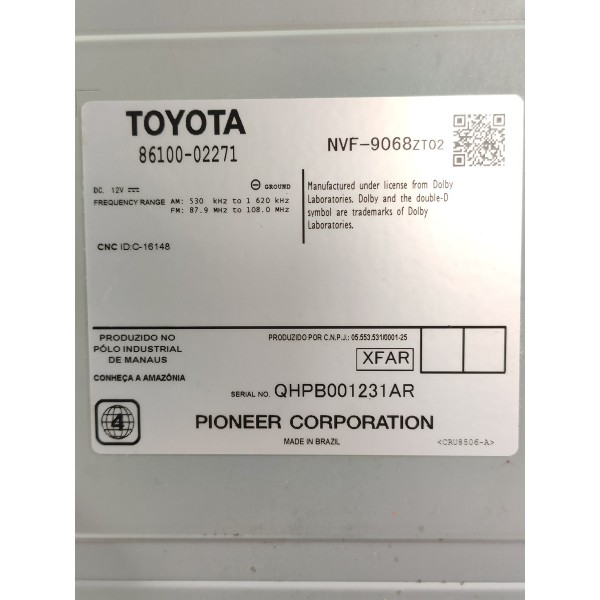 TOYOTA
86100-02271
NVF-9068ZT02
DC. 12V
GROUND
FREQUENCY RANGE AM: 530 kHz to 1 620 kHz
FM: 87.9 MHz to 108.0 MHz
Manufactured under license from Dolby
Laboratories. Dolby and the double-D
symbol are trademarks of Dolby
Laboratories.
CNC ID:C-16148
PRODUZIDO NO
PÓLO INDUSTRIAL
DE MANAUS
CONHEÇA A AMAZÔNIA
PRODUZIDO POR C.N.P.J.: 05.553.531/0001-25
XFAR
SERIAL NO. QHPB001231AR
4
PIONEER CORPORATION
MADE IN BRAZIL
<CRU8506-A>